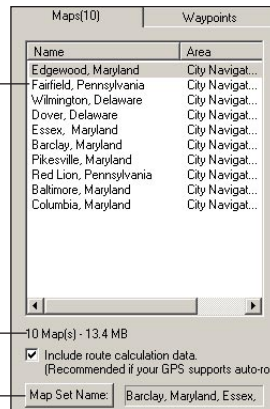 Maps(10) Waypoints
Name Area
Edgewood, Maryland City Navigat...
Fairfield, Pennsylvania City Navigat...
Wilmington, Delaware City Navigat...
Dover, Delaware City Navigat...
Essex, Maryland City Navigat...
Barclay, Maryland City Navigat...
Pikesville, Maryland City Navigat...
Red Lion, Pennsylvania City Navigat...
Baltimore, Maryland City Navigat...
Columbia, Maryland City Navigat...
10 Map(s) - 13.4 MB
Include route calculation data.
(Recommended if your GPS supports auto-ro
Map Set Name: Barclay, Maryland, Essex,